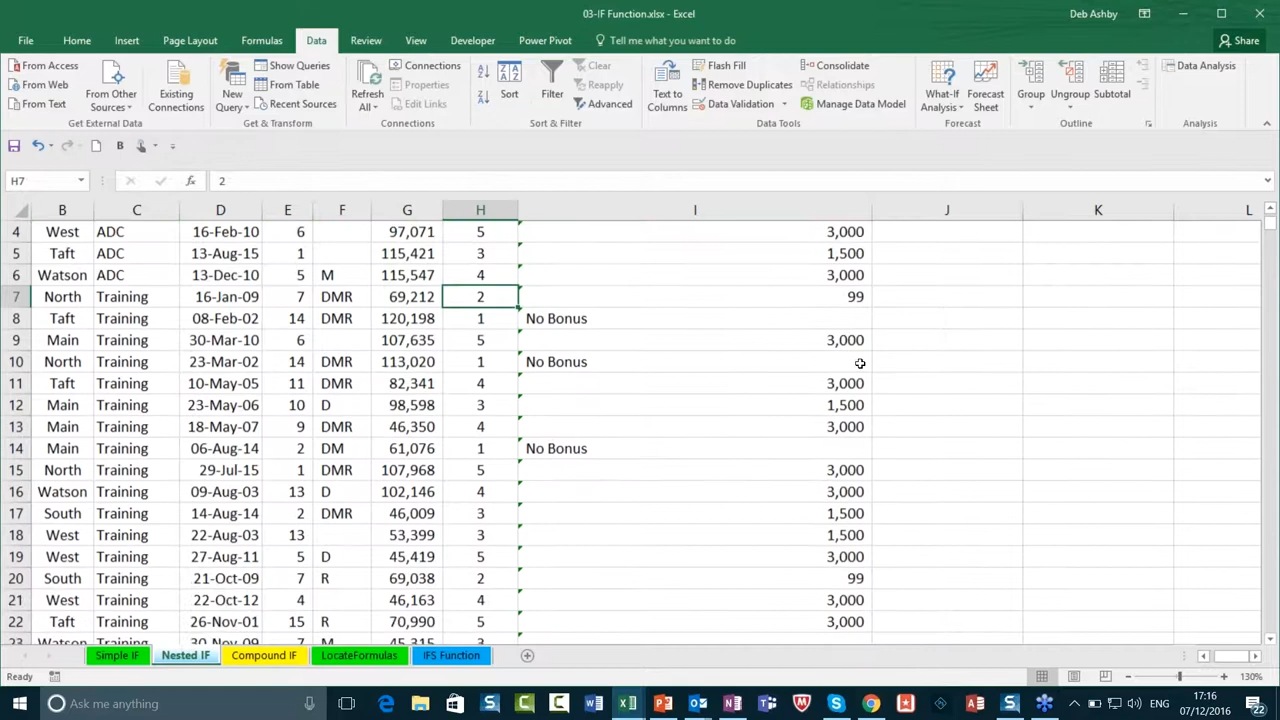 03-IF Function.xlsx - Excel
Deb Ashby
File Home Insert Page Layout Formulas Data Review View Developer Power Pivot Tell me what you want to do Share
From Access
From Web
From Text
From Other Sources
Existing Connections
Get External Data
New Query
Show Queries
From Table
Recent Sources
Get & Transform
Refresh All
Connections
Properties
Edit Links
Connections
Sort
Filter
Clear
Reapply
Advanced
Sort & Filter
Text to Columns
Flash Fill
Remove Duplicates
Data Validation
Consolidate
Relationships
Manage Data Model
Data Tools
What-If Analysis
Forecast Sheet
Forecast
Group
Ungroup
Subtotal
Outline
Data Analysis
Analysis
B
H7 fx 2
B C D E F G H I J K L
4 West ADC 16-Feb-10 6 97,071 5 3,000
5 Taft ADC 13-Aug-15 1 115,421 3 1,500
6 Watson ADC 13-Dec-10 5 M 115,547 4 3,000
7 North Training 16-Jan-09 7 DMR 69,212 2 99
8 Taft Training 08-Feb-02 14 DMR 120,198 1 No Bonus
9 Main Training 30-Mar-10 6 107,635 5 3,000
10 North Training 23-Mar-02 14 DMR 113,020 1 No Bonus
11 Taft Training 10-May-05 11 DMR 82,341 4 3,000
12 Main Training 23-May-06 10 D 98,598 3 1,500
13 Main Training 18-May-07 9 DMR 46,350 4 3,000
14 Main Training 06-Aug-14 2 DM 61,076 1 No Bonus
15 North Training 29-Jul-15 1 DMR 107,968 5 3,000
16 Watson Training 09-Aug-03 13 D 102,146 4 3,000
17 South Training 14-Aug-14 2 DMR 46,009 3 1,500
18 West Training 22-Aug-03 13 53,399 3 1,500
19 West Training 27-Aug-11 5 D 45,419 5 3,000
20 South Training 21-Oct-09 7 R 69,038 2 99
21 West Training 22-Oct-12 4 46,163 4 3,000
22 Taft Training 26-Nov-01 15 R 70,990 5 3,000
23 Watson Training 30-Nov-09 7 M 45,315 3
Simple IF Nested IF Compound IF LocateFormulas IFS Function
Ready 130%
Ask me anything
17:16
07/12/2016
22